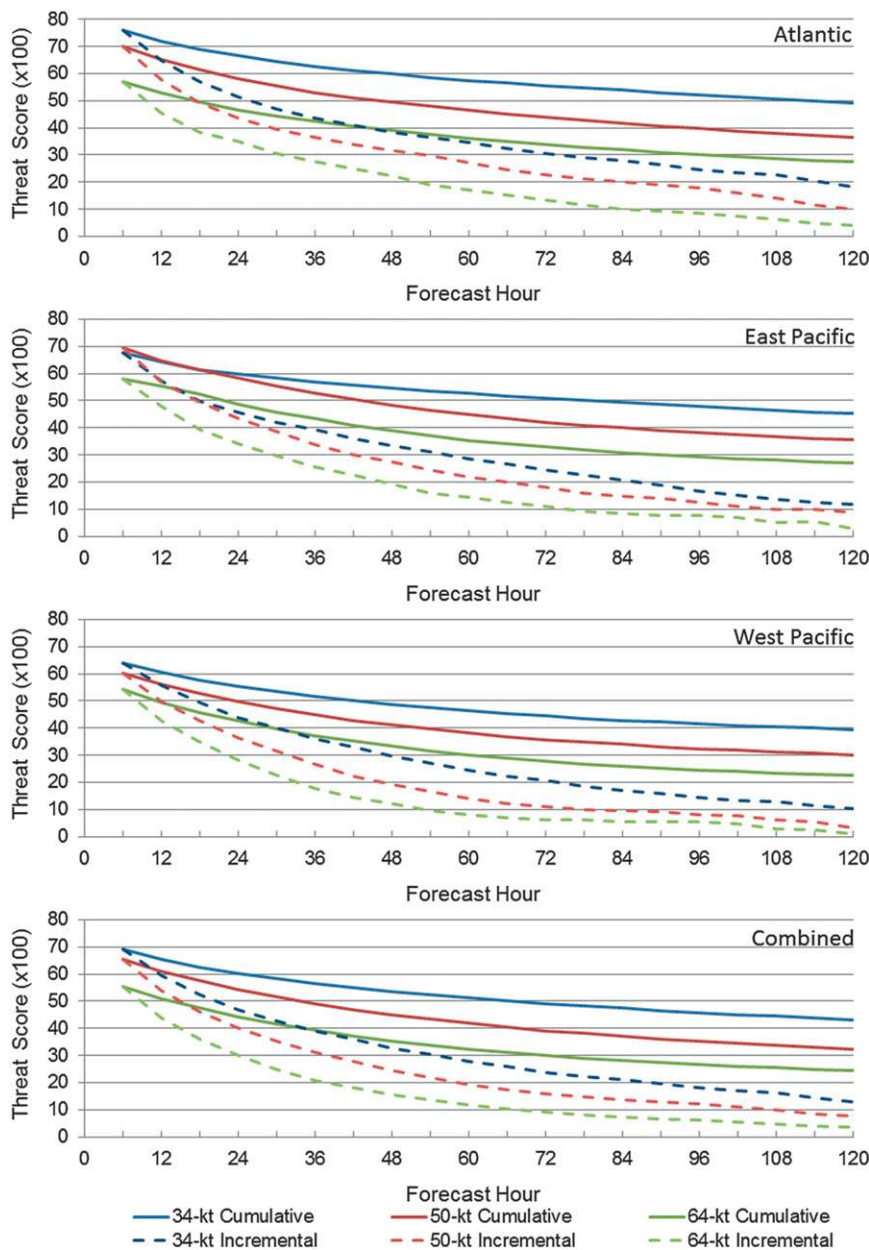 80
70
60
50
40
30
20
10
0
Threat Score (x100)
Atlantic
0 12 24 36 48 60 72 84 96 108 120
Forecast Hour
80
70
60
50
40
30
20
10
0
Threat Score (x100)
East Pacific
0 12 24 36 48 60 72 84 96 108 120
Forecast Hour
80
70
60
50
40
30
20
10
0
Threat Score (x100)
West Pacific
0 12 24 36 48 60 72 84 96 108 120
Forecast Hour
80
70
60
50
40
30
20
10
0
Threat Score (x100)
Combined
0 12 24 36 48 60 72 84 96 108 120
Forecast Hour
34-kt Cumulative 50-kt Cumulative 64-kt Cumulative
34-kt Incremental 50-kt Incremental 64-kt Incremental